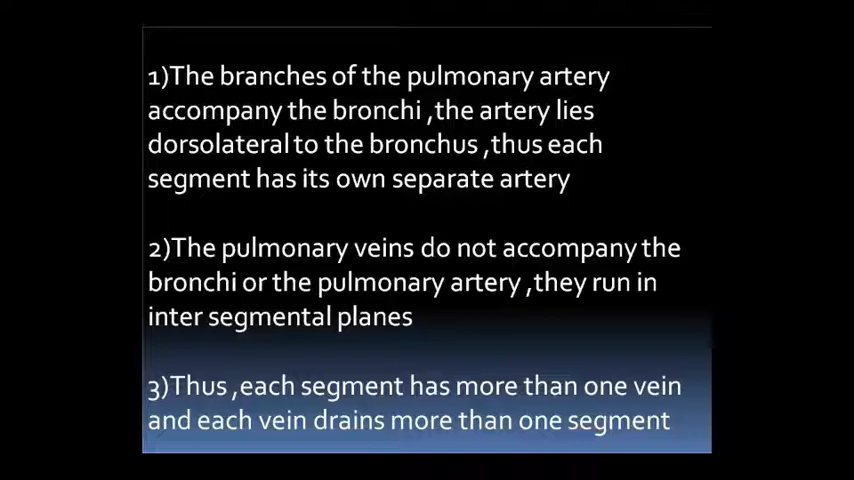 1)The branches of the pulmonary artery
accompany the bronchi ,the artery lies
dorsolateral to the bronchus ,thus each
segment has its own separate artery
2)The pulmonary veins do not accompany the
bronchi or the pulmonary artery ,they run in
inter segmental planes
3)Thus ,each segment has more than one vein
and each vein drains more than one segment